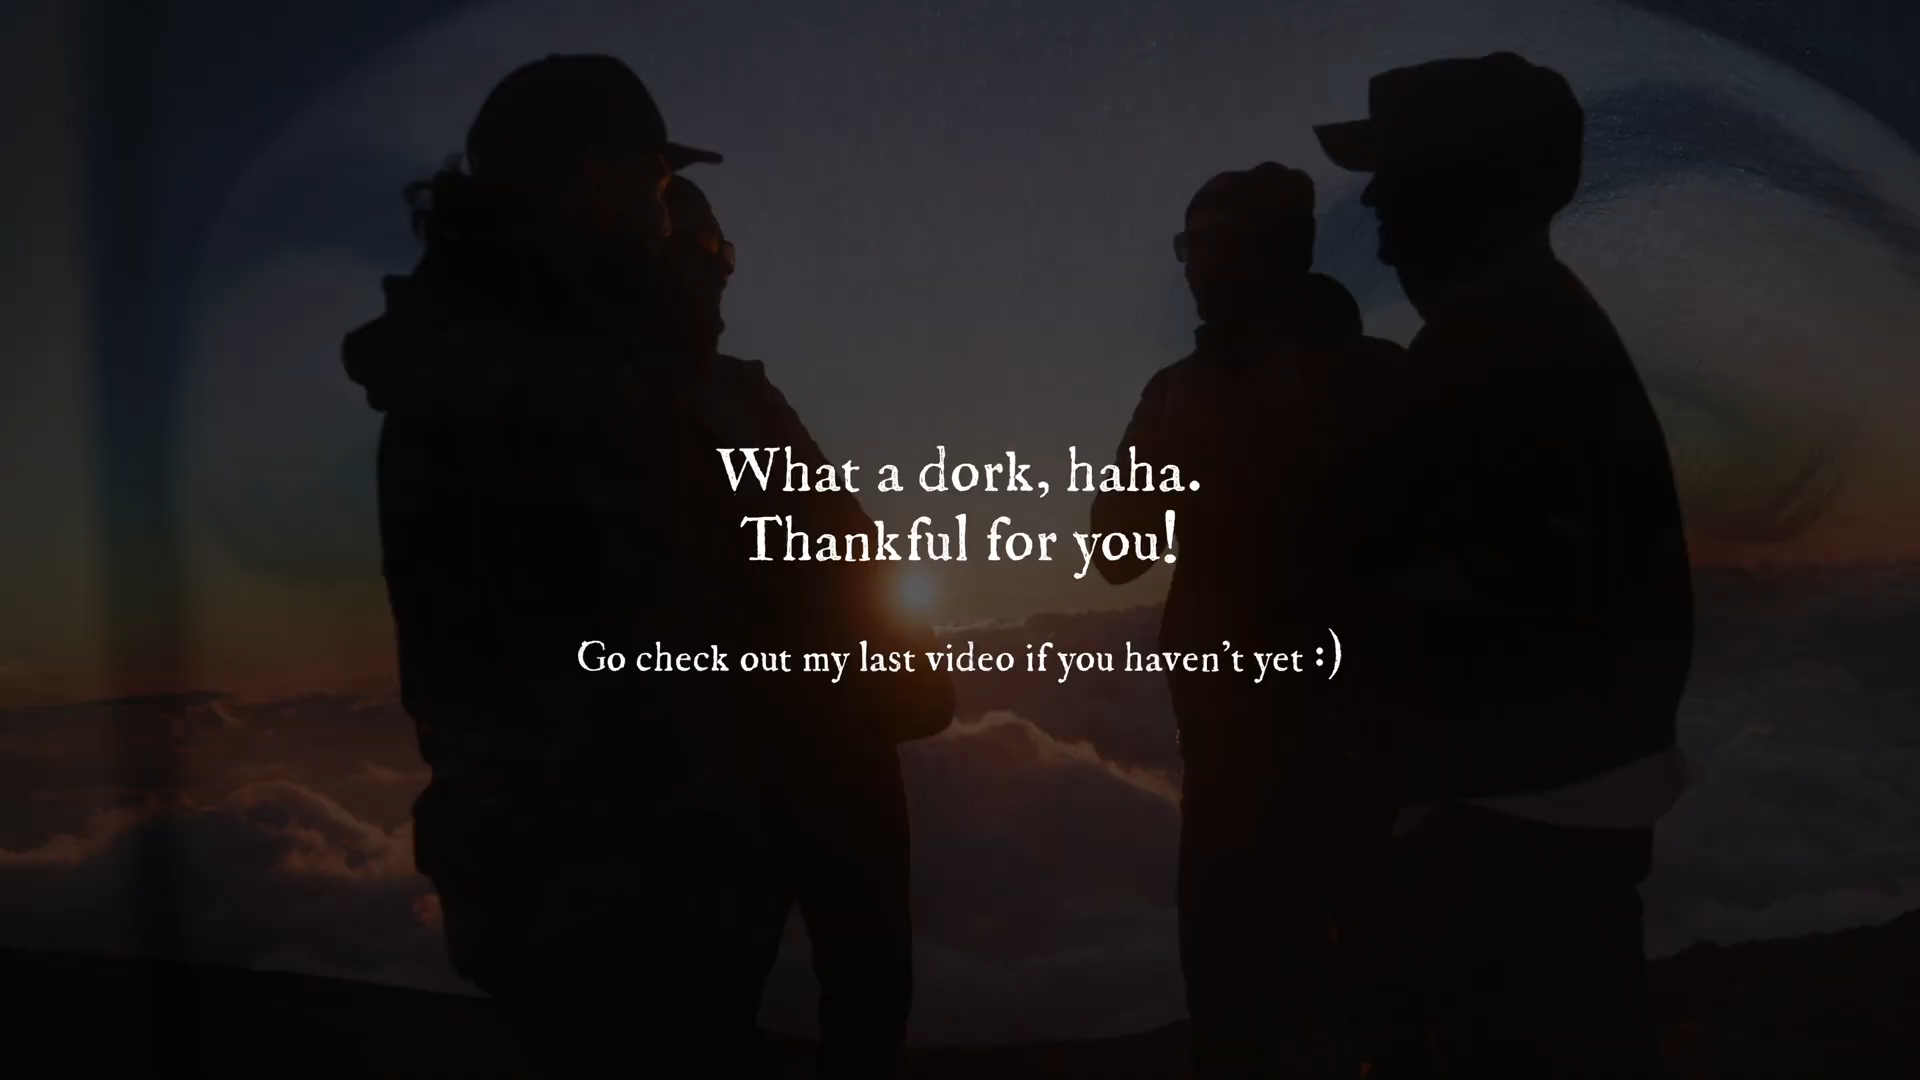 What a dork, haha.
Thankful for you!
Go check out my last video if you haven't yet :)